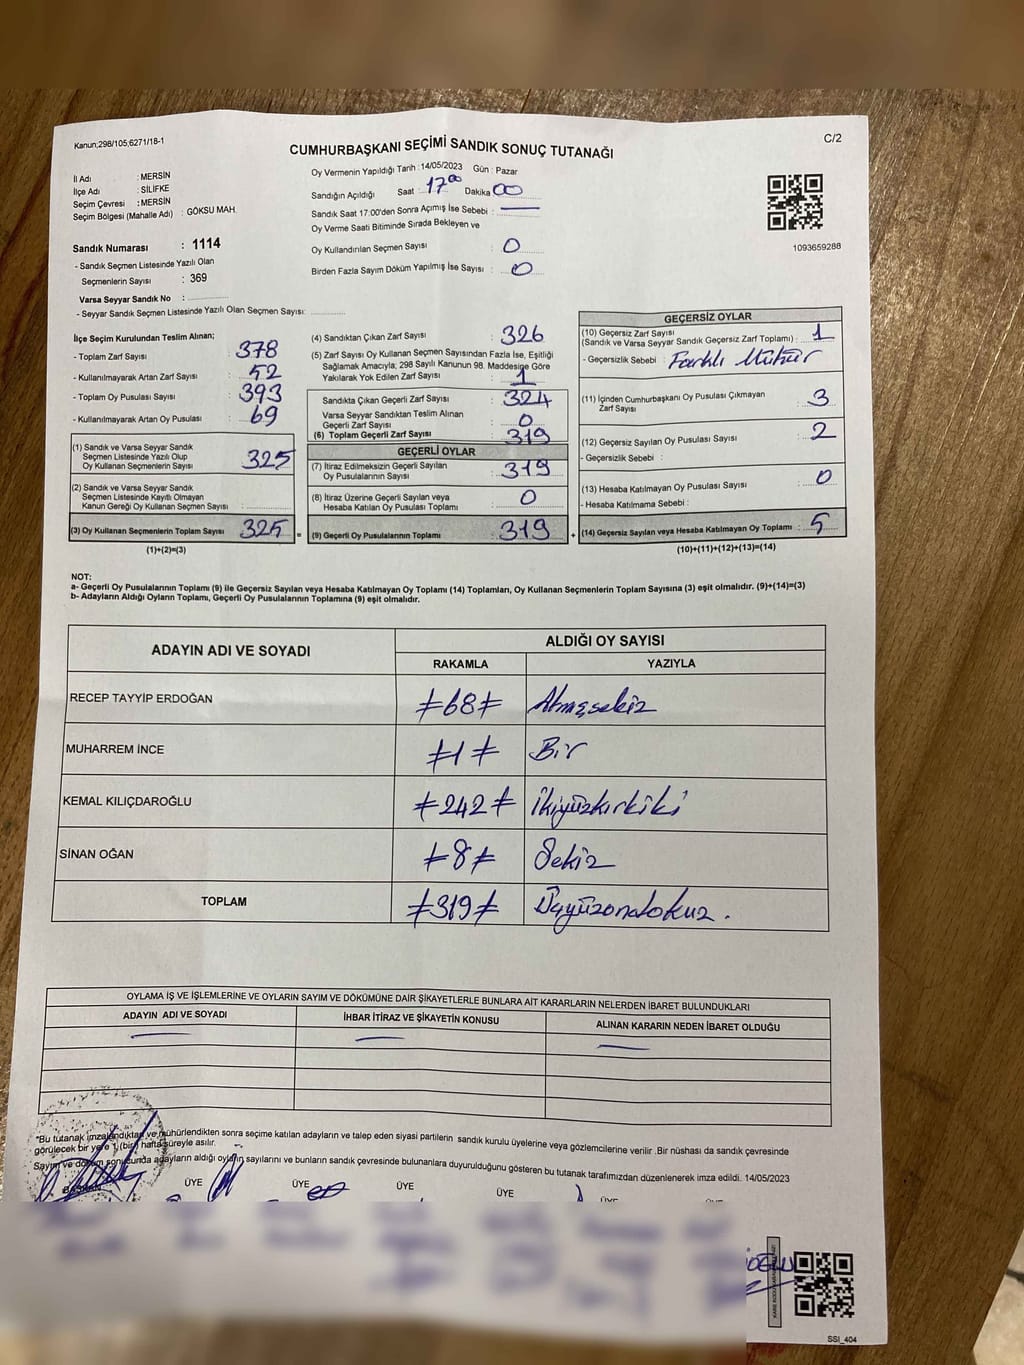 Kanun;298/105;6271/18-1
C/2
CUMHURBAŞKANI SEÇİMİ SANDIK SONUÇ TUTANAĞI
İl Adı : MERSİN
İlçe Adı : SİLİFKE
Seçim Çevresi : MERSİN
Seçim Bölgesi (Mahalle Adı) : GÖKSU MAH.
Sandık Numarası : 1114
- Sandık Seçmen Listesinde Yazılı Olan
Seçmenlerin Sayısı : 369
Varsa Seyyar Sandık No :
- Seyyar Sandık Seçmen Listesinde Yazılı Olan Seçmen Sayısı:
Oy Vermenin Yapıldığı Tarih : 14/05/2023 Gün : Pazar
Sandığın Açıldığı Saat : 17 00 Dakika 00
Sandık Saat 17:00'den Sonra Açımış İse Sebebi : —
Oy Verme Saati Bitiminde Sırada Bekleyen ve
Oy Kullandırılan Seçmen Sayısı : 0
Birden Fazla Sayım Döküm Yapılmış İse Sayısı : 0
1093659288
İlçe Seçim Kurulundan Teslim Alınan;
- Toplam Zarf Sayısı : 378
- Kullanılmayarak Artan Zarf Sayısı : 52
- Toplam Oy Pusulası Sayısı : 393
- Kullanılmayarak Artan Oy Pusulası : 69
(1) Sandık ve Varsa Seyyar Sandık
Seçmen Listesinde Yazılı Olup
Oy Kullanan Seçmenlerin Sayısı : 325
(2) Sandık ve Varsa Seyyar Sandık
Seçmen Listesinde Kayıtlı Olmayan
Kanun Gereği Oy Kullanan Seçmen Sayısı :
(3) Oy Kullanan Seçmenlerin Toplam Sayısı : 325
(1)+(2)=(3)
(4) Sandıktan Çıkan Zarf Sayısı : 326
(5) Zarf Sayısı Oy Kullanan Seçmen Sayısından Fazla İse, Eşitliği
Sağlamak Amacıyla; 298 Sayılı Kanunun 98. Maddesine Göre
Yakılarak Yok Edilen Zarf Sayısı : 1
Sandıkta Çıkan Geçerli Zarf Sayısı : 324
Varsa Seyyar Sandıktan Teslim Alınan
Geçerli Zarf Sayısı : 0
(6) Toplam Geçerli Zarf Sayısı : 319
GEÇERLİ OYLAR
(7) İtiraz Edilmeksizin Geçerli Sayılan
Oy Pusulasının Sayısı : 319
(8) İtiraz Üzerine Geçerli Sayılan veya
Hesaba Katılan Oy Pusulası Toplamı : 0
= (9) Geçerli Oy Pusulalarının Toplamı : 319
GEÇERSİZ OYLAR
(10) Geçersiz Zarf Sayısı
(Sandık ve Varsa Seyyar Sandık Geçersiz Zarf Toplamı) : 1
- Geçersizlik Sebebi : Farklı Mühür
(11) İçinden Cumhurbaşkanı Oy Pusulası Çıkmayan
Zarf Sayısı : 3
(12) Geçersiz Sayılan Oy Pusulası Sayısı : 2
- Geçersizlik Sebebi :
(13) Hesaba Katılmayan Oy Pusulası Sayısı : 0
- Hesaba Katılmama Sebebi :
+ (14) Geçersiz Sayılan veya Hesaba Katılmayan Oy Toplamı : 5
(10)+(11)+(12)+(13)=(14)
NOT:
a- Geçerli Oy Pusulalarının Toplamı (9) ile Geçersiz Sayılan veya Hesaba Katılmayan Oy Toplamı (14) Toplamları, Oy Kullanan Seçmenlerin Toplam Sayısına (3) eşit olmalıdır. (9)+(14)=(3)
b- Adayların Aldığı Oyların Toplamı, Geçerli Oy Pusulalarının Toplamına (9) eşit olmalıdır.
ADAYIN ADI VE SOYADI
ALDIĞI OY SAYISI
RAKAMLA YAZIYLA
RECEP TAYYİP ERDOĞAN ≠68≠ Altmışsekiz
MUHARREM İNCE ≠1≠ Bir
KEMAL KILIÇDAROĞLU ≠242≠ İkiyüzkırkiki
SİNAN OĞAN ≠8≠ Sekiz
TOPLAM ≠319≠ Üçyüzondokuz.
OYLAMA İŞ VE İŞLEMLERİNE VE OYLARIN SAYIM VE DÖKÜMÜNE DAİR ŞİKAYETLERLE BUNLARA AİT KARARLARIN NELERDEN İBARET BULUNDUKLARI
ADAYIN ADI VE SOYADI İHBAR İTİRAZ VE ŞİKAYETİN KONUSU ALINAN KARARIN NEDEN İBARET OLDUĞU
— — —
"Bu tutanak imzalandıktan ve mühürlendikten sonra seçime katılan adayların ve talep eden siyasi partilerin sandık kurulu üyelerine veya gözlemcilerine verilir .Bir nüshası da sandık çevresinde
görülecek bir yere 1 (bir) hafta süreyle asılır.
Sayım ve döküm sonucunda adayların aldığı oyların sayılarını ve bunların sandık çevresinde bulunanlara duyurulduğunu gösteren bu tutanak tarafımızdan düzenlenerek imza edildi. 14/05/2023
BAŞKAN ÜYE ÜYE ÜYE ÜYE ÜYE
SSI_404